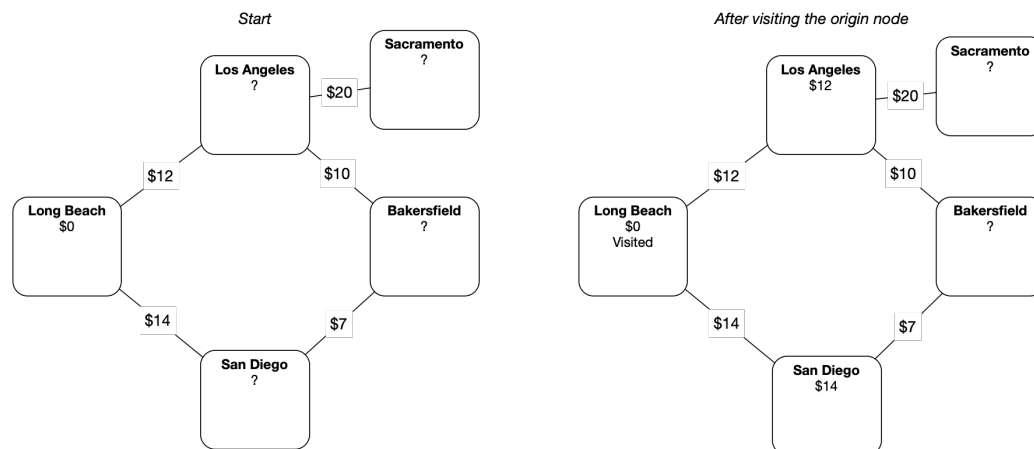 Start
Sacramento
?
Los Angeles
?
$20
$12
$10
Long Beach
$0
Bakersfield
?
$14
$7
San Diego
?
After visiting the origin node
Sacramento
?
Los Angeles
$12
$20
$12
$10
Long Beach
$0
Visited
Bakersfield
?
$14
$7
San Diego
$14